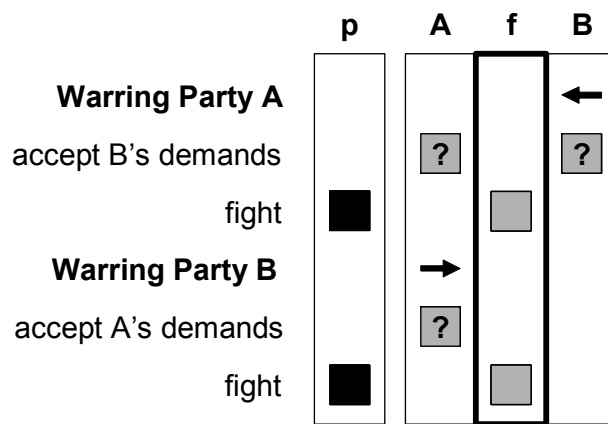 p A f B
Warring Party A
accept B's demands ? ?
fight
Warring Party B
accept A's demands ?
fight